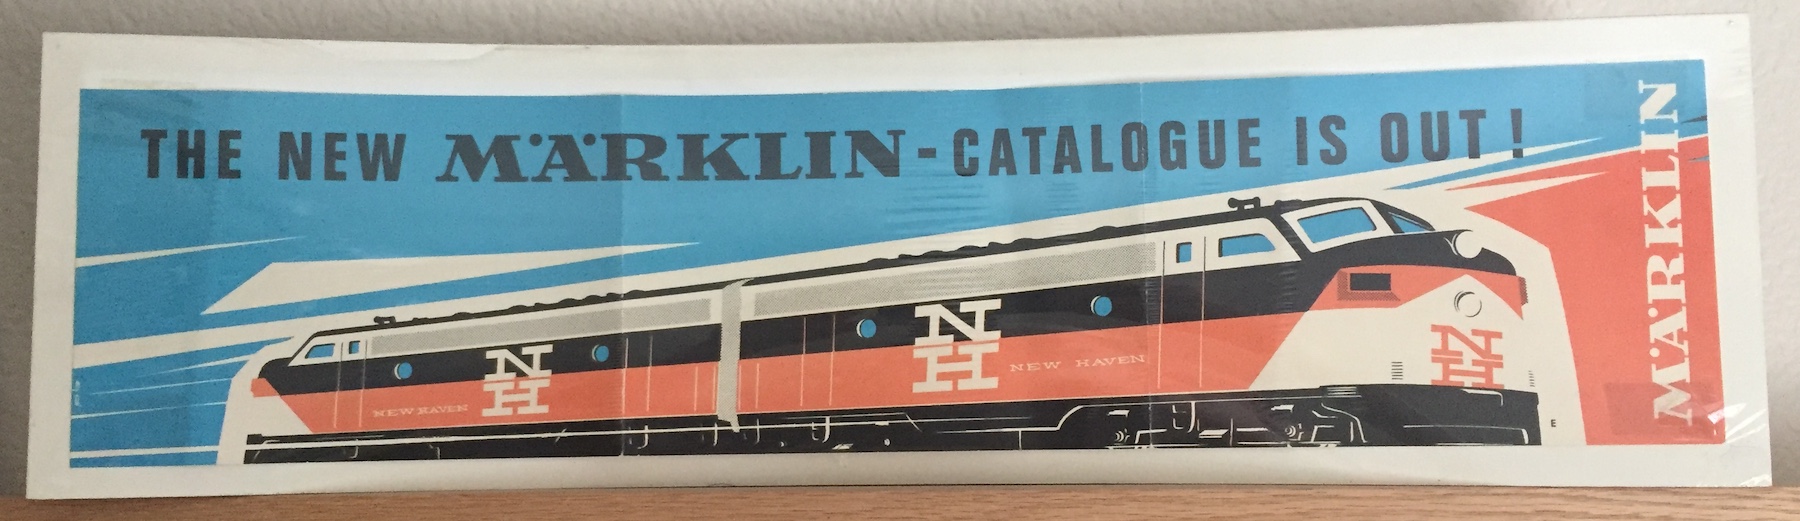 THE NEW MÄRKLIN-CATALOGUE IS OUT!
MÄRKLIN
NH
NEW HAVEN
NH
NEW HAVEN
NH
E